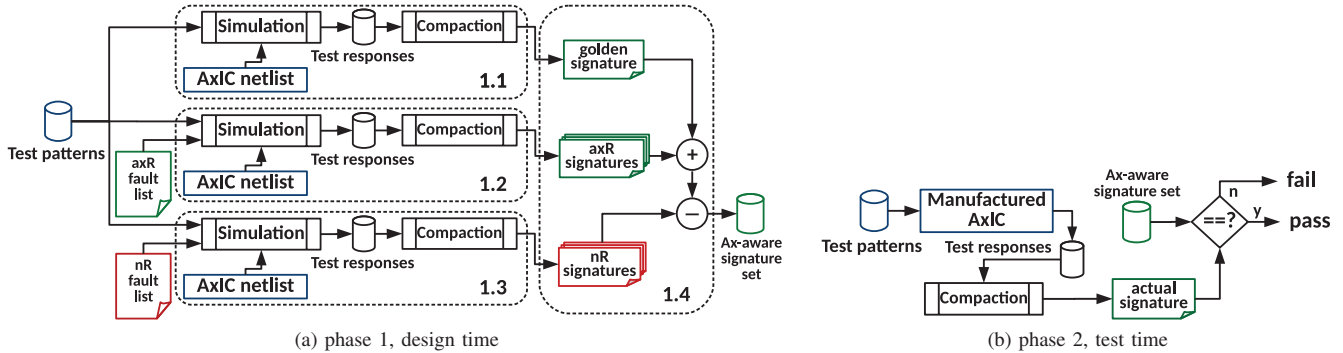 Simulation
Test responses
Compaction
AxIC netlist
1.1
golden
signature
Test patterns
Simulation
Test responses
Compaction
axR
fault
list
AxIC netlist
1.2
axR
signatures
+
Simulation
Test responses
Compaction
nR
fault
list
AxIC netlist
1.3
nR
signatures
−
1.4
Ax-aware
signature
set
(a) phase 1, design time
Test patterns
Manufactured
AxIC
Test responses
Compaction
actual
signature
Ax-aware
signature set
==?
n
fail
y
pass
(b) phase 2, test time